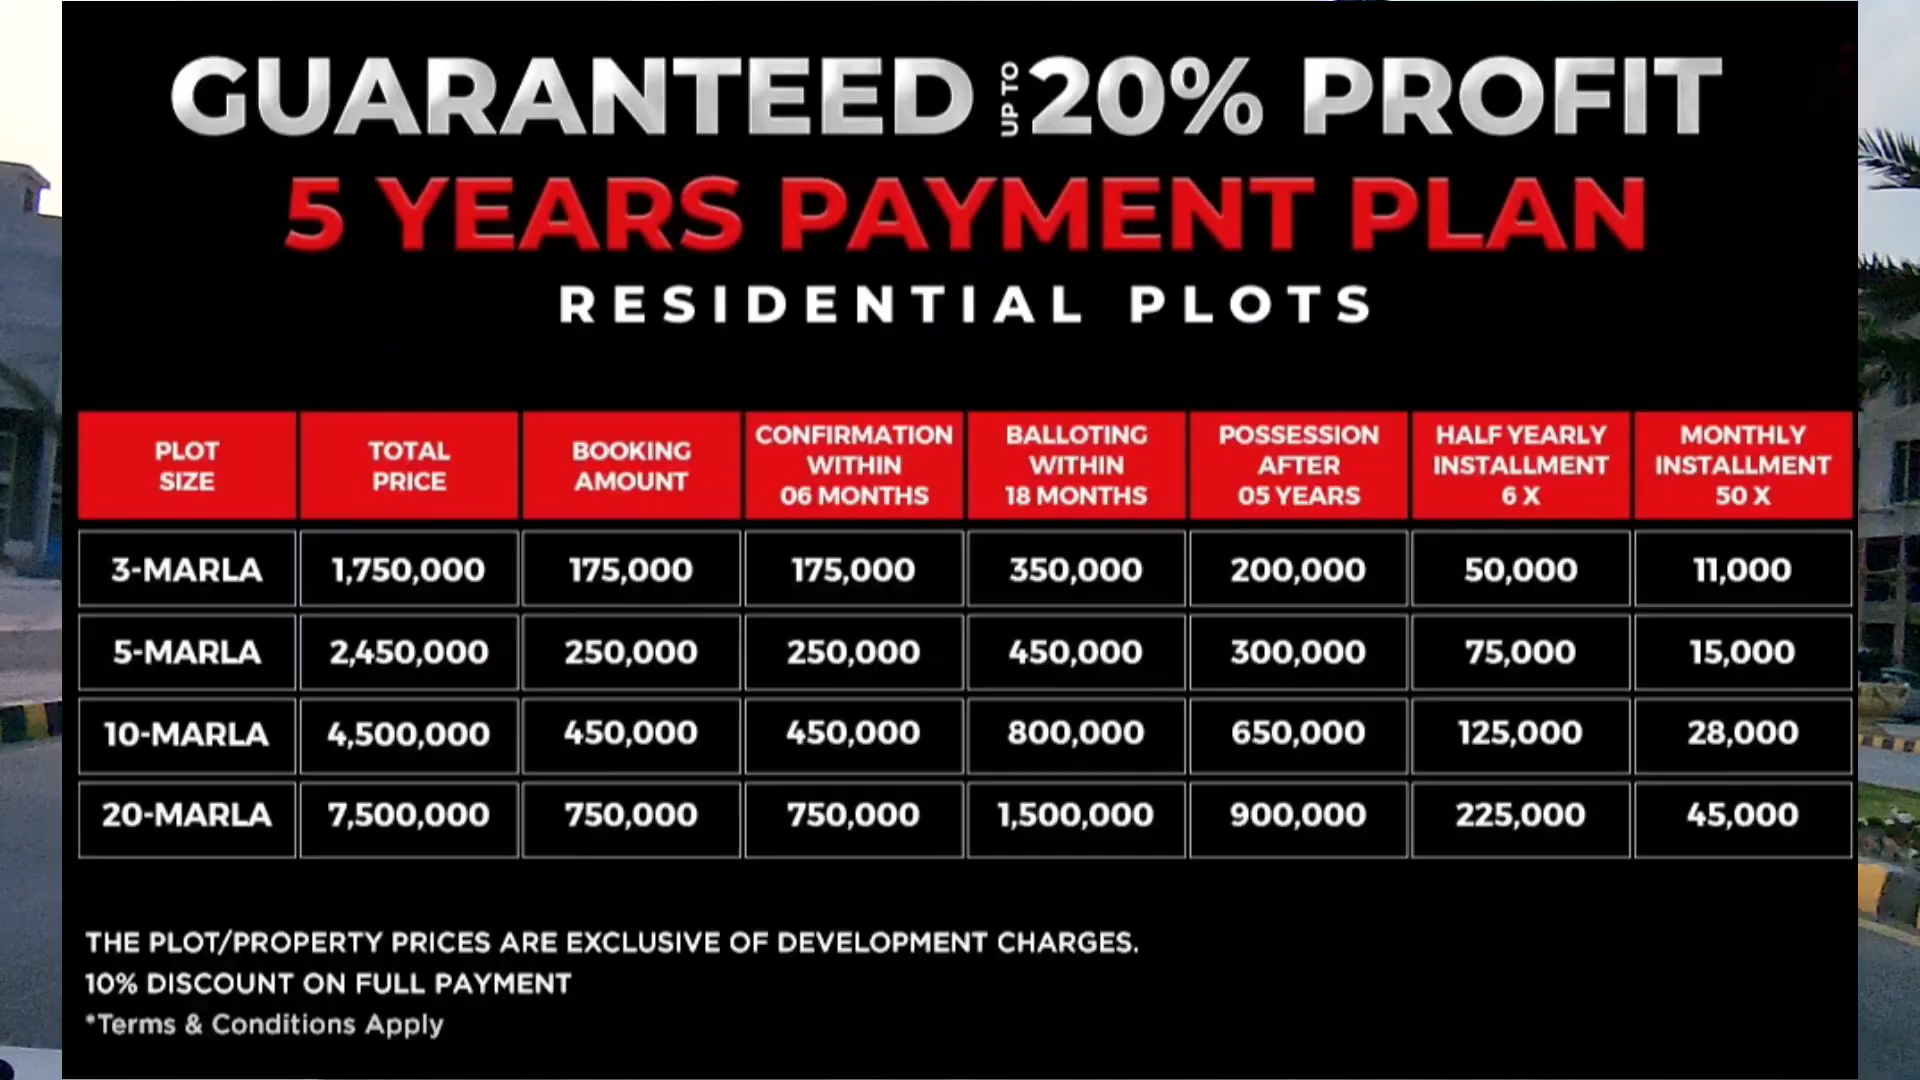 GUARANTEED UP TO 20% PROFIT
5 YEARS PAYMENT PLAN
RESIDENTIAL PLOTS
PLOT SIZE TOTAL PRICE BOOKING AMOUNT CONFIRMATION WITHIN 06 MONTHS BALLOTING WITHIN 18 MONTHS POSSESSION AFTER 05 YEARS HALF YEARLY INSTALLMENT 6 X MONTHLY INSTALLMENT 50 X
3-MARLA 1,750,000 175,000 175,000 350,000 200,000 50,000 11,000
5-MARLA 2,450,000 250,000 250,000 450,000 300,000 75,000 15,000
10-MARLA 4,500,000 450,000 450,000 800,000 650,000 125,000 28,000
20-MARLA 7,500,000 750,000 750,000 1,500,000 900,000 225,000 45,000
THE PLOT/PROPERTY PRICES ARE EXCLUSIVE OF DEVELOPMENT CHARGES.
10% DISCOUNT ON FULL PAYMENT
*Terms & Conditions Apply